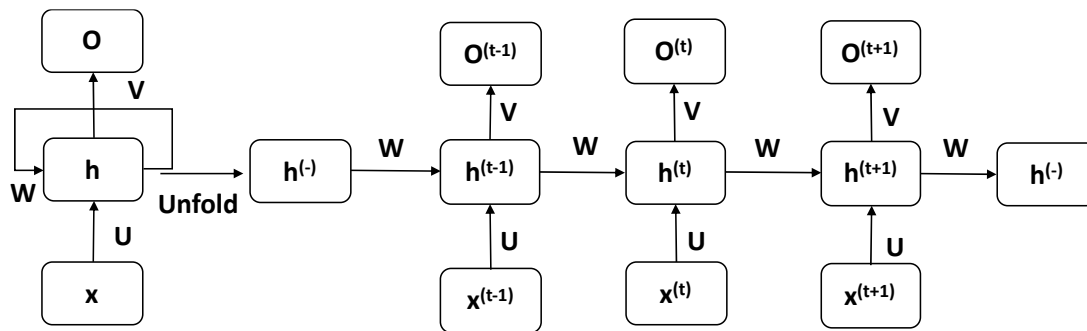 O
O(t-1)
O(t)
O(t+1)
V
V
V
V
W
W
W
W
h
h(-)
h(t-1)
h(t)
h(t+1)
h(-)
W
Unfold
U
U
U
U
x
x(t-1)
x(t)
x(t+1)